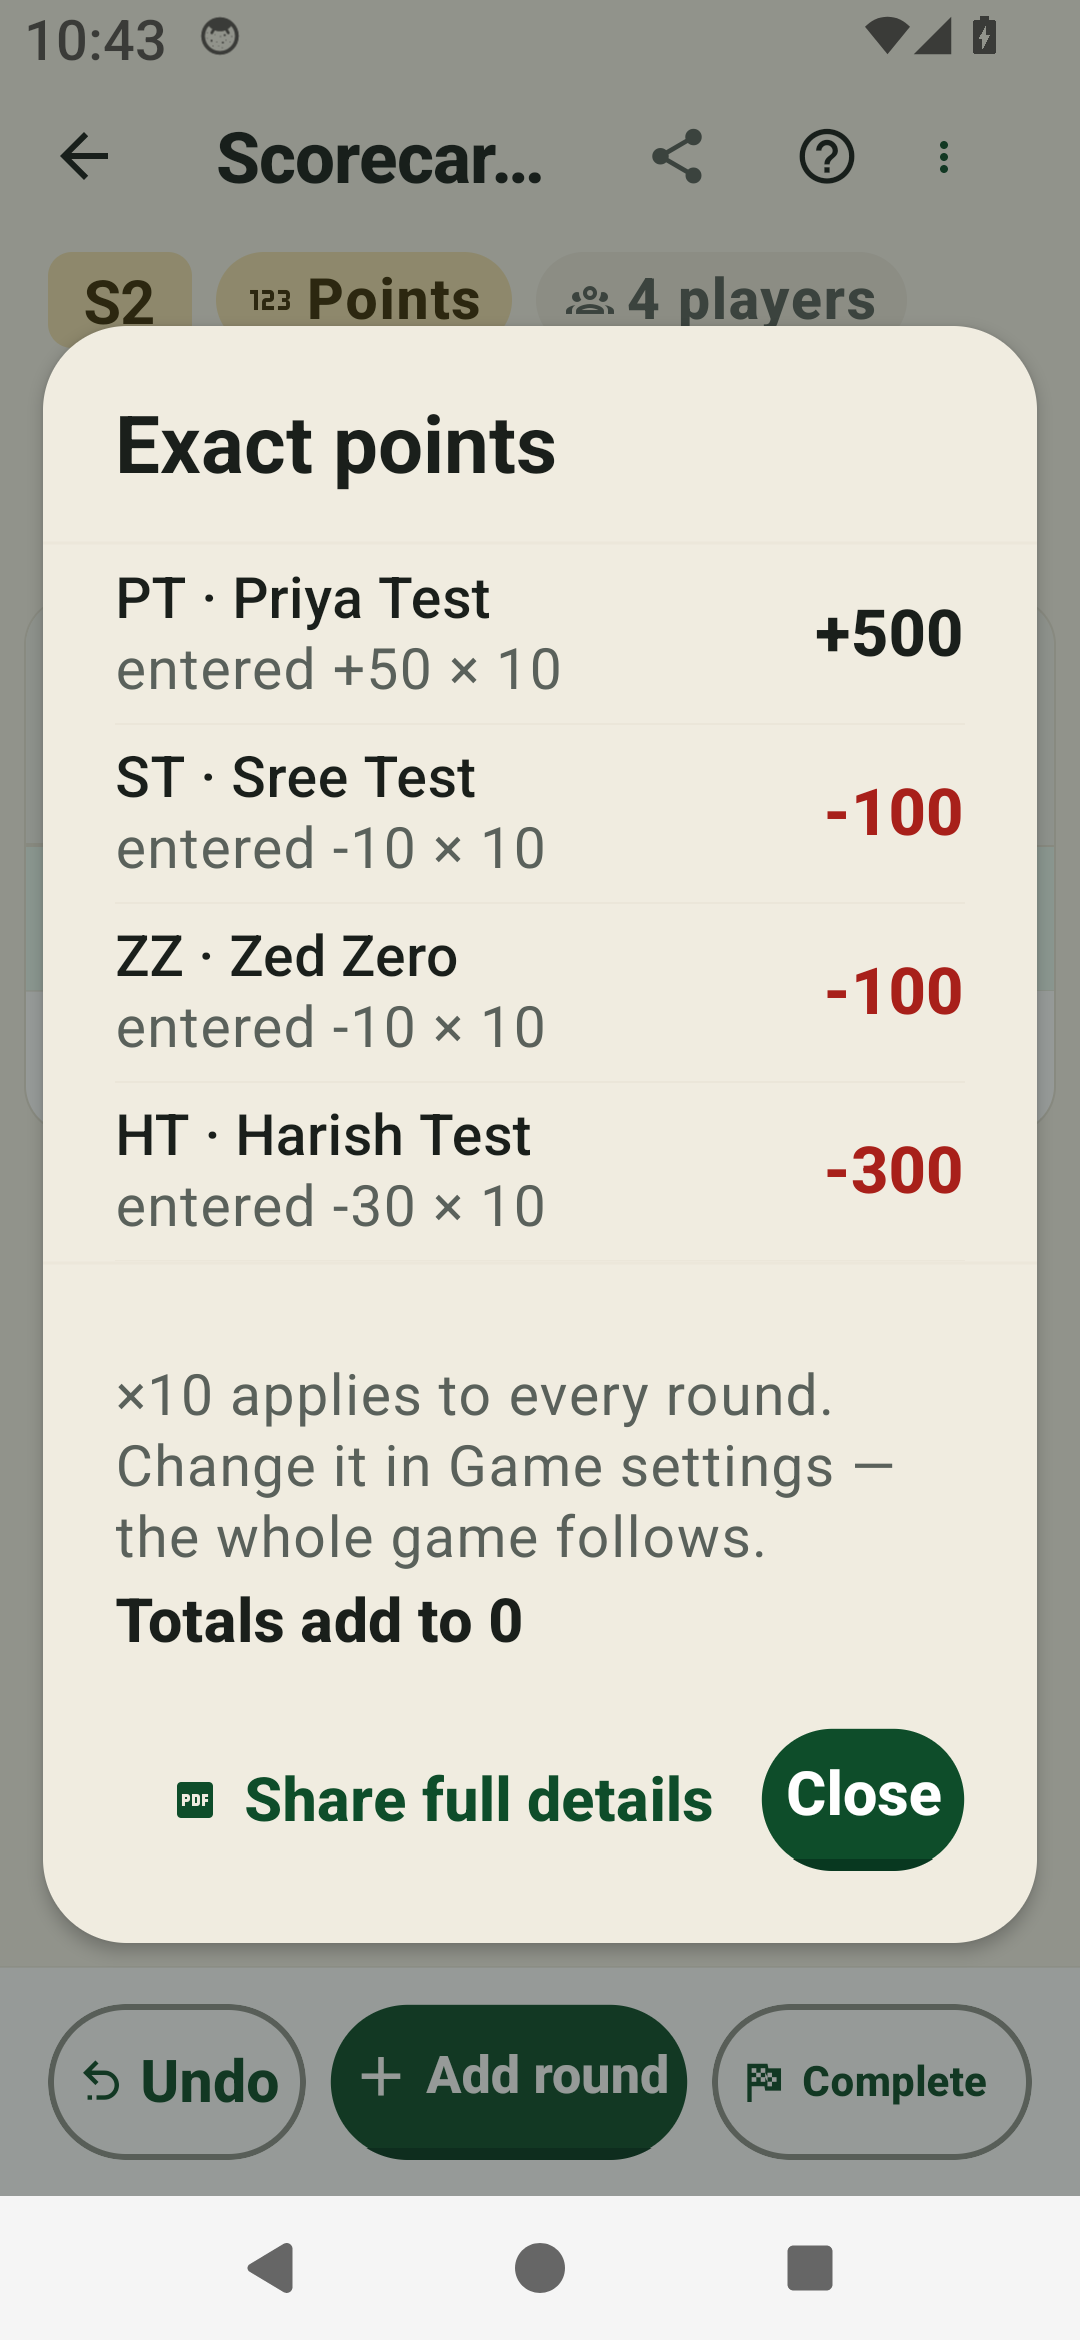 10:43
Scorecar...
S2
123 Points
4 players
Exact points
PT · Priya Test
entered +50 × 10
+500
ST · Sree Test
entered -10 × 10
-100
ZZ · Zed Zero
entered -10 × 10
-100
HT · Harish Test
entered -30 × 10
-300
×10 applies to every round.
Change it in Game settings —
the whole game follows.
Totals add to 0
PDF Share full details
Close
Undo
+ Add round
Complete